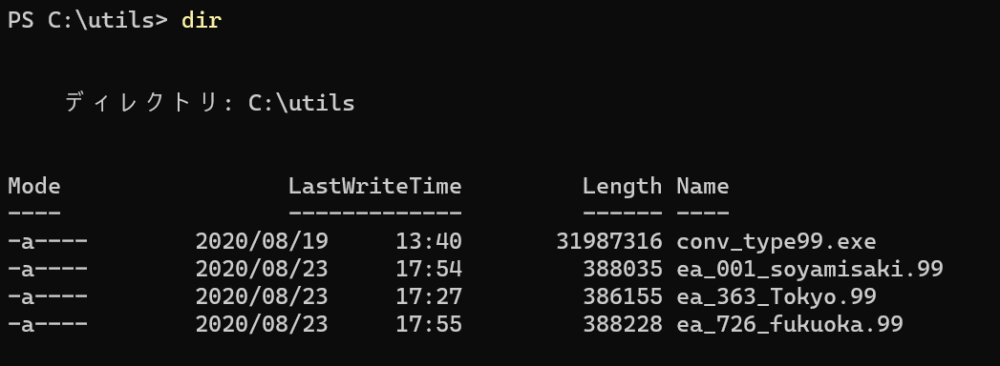 PS C:\utils> dir
ディレクトリ: C:\utils
Mode LastWriteTime Length Name
---- ------------- ------ ----
-a---- 2020/08/19 13:40 31987316 conv_type99.exe
-a---- 2020/08/23 17:54 388035 ea_001_soyamisaki.99
-a---- 2020/08/23 17:27 386155 ea_363_Tokyo.99
-a---- 2020/08/23 17:55 388228 ea_726_fukuoka.99